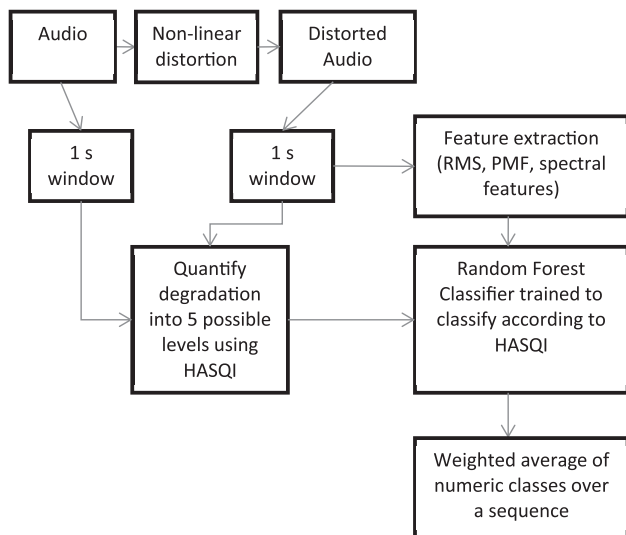 Audio
Non-linear
distortion
Distorted
Audio
1 s
window
1 s
window
Feature extraction
(RMS, PMF, spectral
features)
Quantify
degradation
into 5 possible
levels using
HASQI
Random Forest
Classifier trained to
classify according to
HASQI
Weighted average of
numeric classes over
a sequence